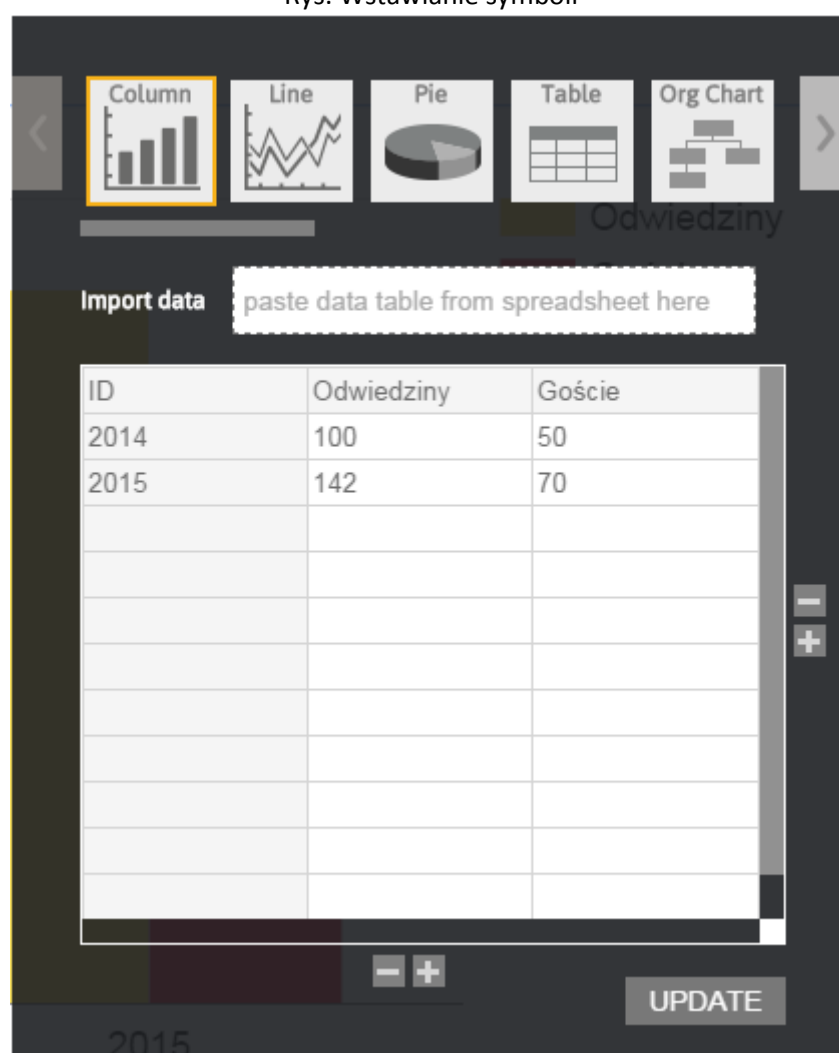 Rys. Wstawianie symboli
Column Line Pie Table Org Chart
Odwiedziny
Import data paste data table from spreadsheet here
ID Odwiedziny Goście
2014 100 50
2015 142 70
UPDATE
2015